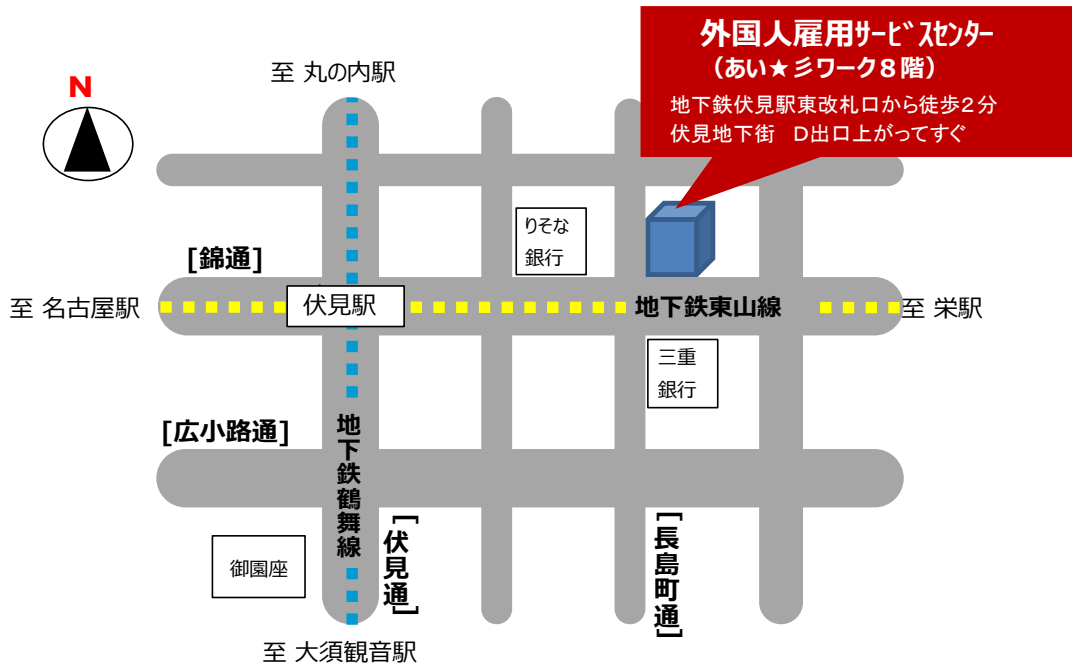 外国人雇用サービスセンター
（あい★彡ワーク８階）
地下鉄伏見駅東改札口から徒歩２分
伏見地下街　Ｄ出口上がってすぐ
至 丸の内駅
N
りそな
銀行
[錦通]
至 名古屋駅
伏見駅
地下鉄東山線
至 栄駅
三重
銀行
[広小路通]
地下鉄鶴舞線
[伏見通]
[長島町通]
御園座
至 大須観音駅